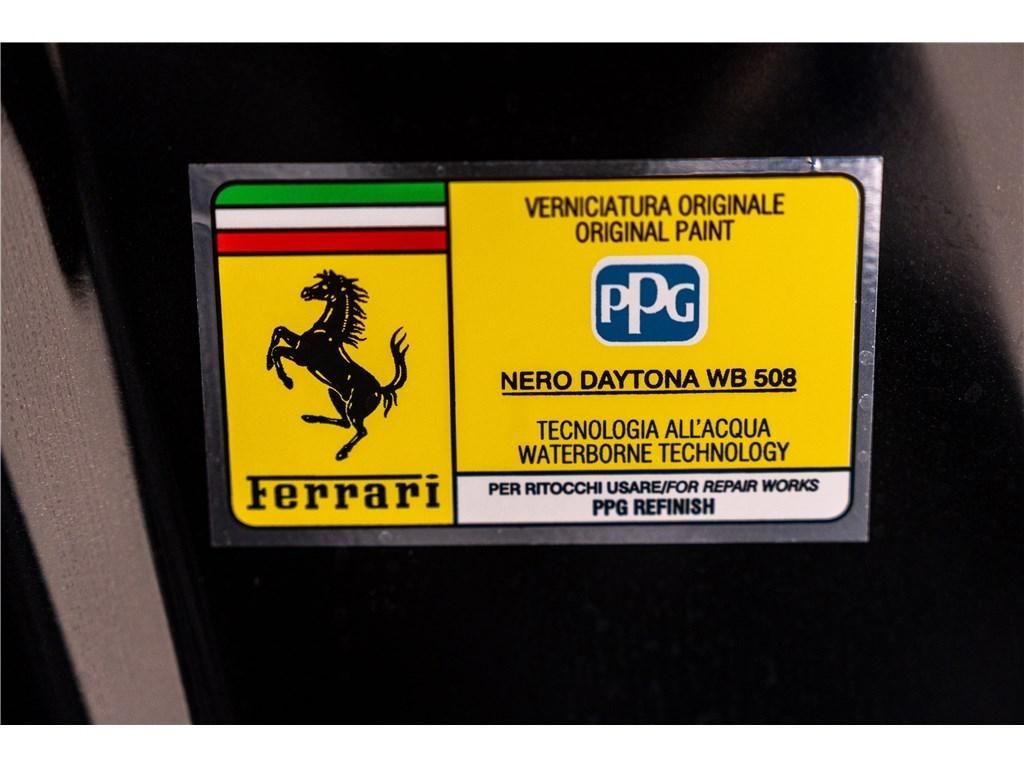 Ferrari
VERNICIATURA ORIGINALE
ORIGINAL PAINT
PPG
NERO DAYTONA WB 508
TECNOLOGIA ALL'ACQUA
WATERBORNE TECHNOLOGY
PER RITOCCHI USARE/FOR REPAIR WORKS
PPG REFINISH